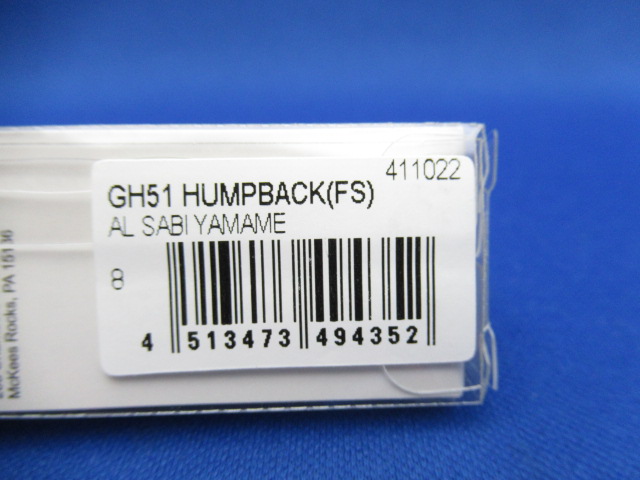 411022
GH51 HUMPBACK(FS)
AL SABI YAMAME
8
4 513473 494352
McKees Rocks, PA 15136